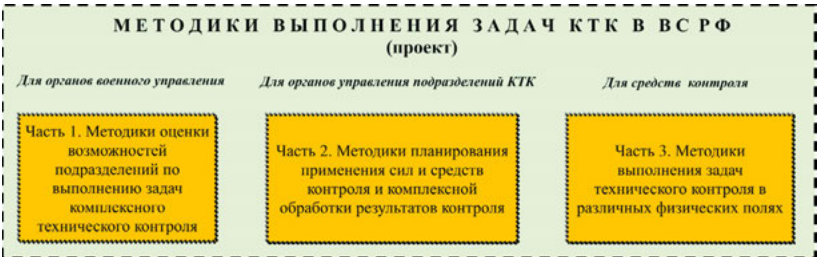 МЕТОДИКИ ВЫПОЛНЕНИЯ ЗАДАЧ КТК В ВС РФ
(проект)
Для органов военного управления
Для органов управления подразделений КТК
Для средств контроля
Часть 1. Методики оценки
возможностей
подразделений по
выполнению задач
комплексного
технического контроля
Часть 2. Методики планирования
применения сил и средств
контроля и комплексной
обработки результатов контроля
Часть 3. Методики
выполнения задач
технического контроля в
различных физических полях